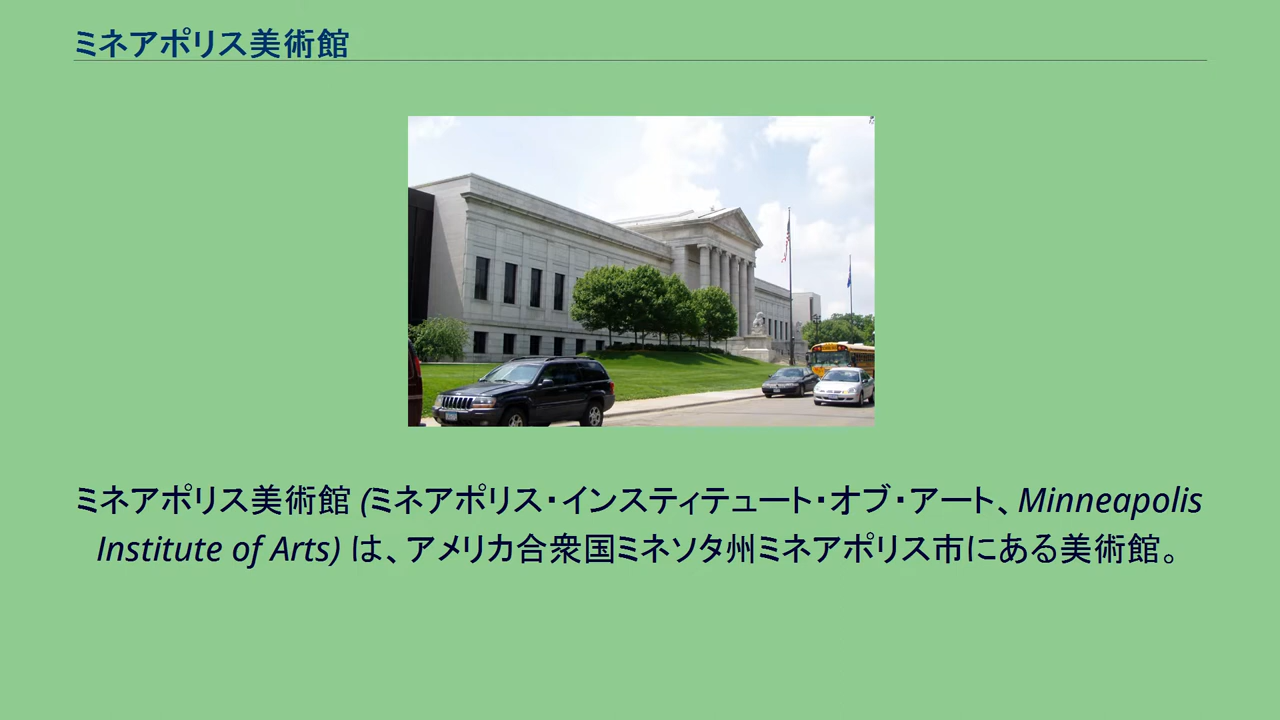 ミネアポリス美術館
ミネアポリス美術館 (ミネアポリス・インスティテュート・オブ・アート、Minneapolis
Institute of Arts) は、アメリカ合衆国ミネソタ州ミネアポリス市にある美術館。